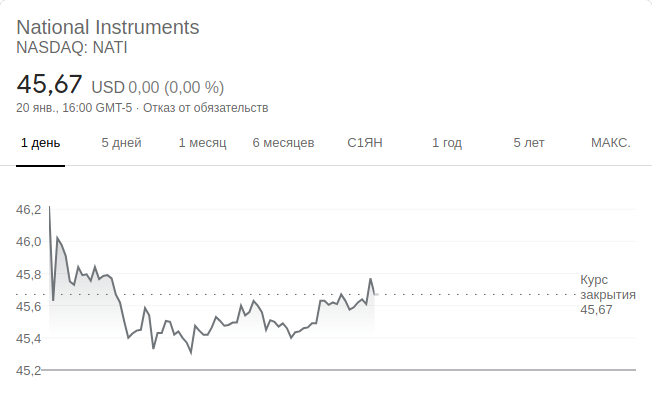 National Instruments
NASDAQ: NATI
45,67 USD 0,00 (0,00 %)
20 янв., 16:00 GMT-5 · Отказ от обязательств
1 день 5 дней 1 месяц 6 месяцев С1ЯН 1 год 5 лет МАКС.
46,2
46,0
45,8
45,6
45,4
45,2
Курс
закрытия
45,67